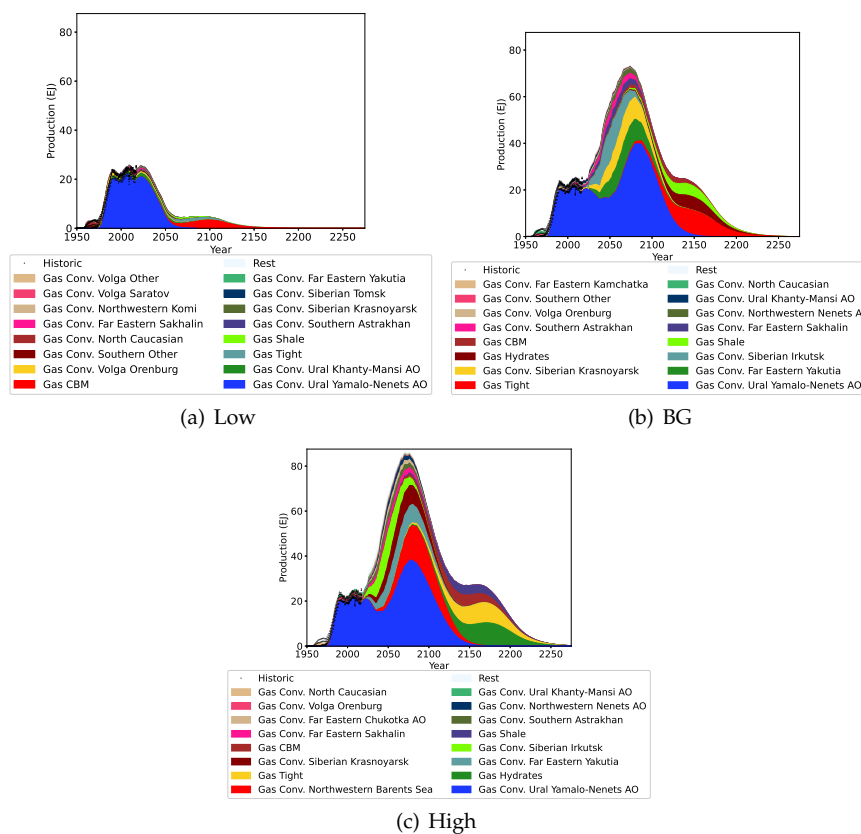 80
60
40
20
0
Production (EJ)
1950 2000 2050 2100 2150 2200 2250
Year
Historic Rest
Gas Conv. Volga Other Gas Conv. Far Eastern Yakutia
Gas Conv. Volga Saratov Gas Conv. Siberian Tomsk
Gas Conv. Northwestern Komi Gas Conv. Siberian Krasnoyarsk
Gas Conv. Far Eastern Sakhalin Gas Conv. Southern Astrakhan
Gas Conv. North Caucasian Gas Shale
Gas Conv. Southern Other Gas Tight
Gas Conv. Volga Orenburg Gas Conv. Ural Khanty-Mansi AO
Gas CBM Gas Conv. Ural Yamalo-Nenets AO
(a) Low
80
60
40
20
0
Production (EJ)
1950 2000 2050 2100 2150 2200 2250
Year
Historic Rest
Gas Conv. Far Eastern Kamchatka Gas Conv. North Caucasian
Gas Conv. Southern Other Gas Conv. Ural Khanty-Mansi AO
Gas Conv. Volga Orenburg Gas Conv. Northwestern Nenets A
Gas Conv. Southern Astrakhan Gas Conv. Far Eastern Sakhalin
Gas CBM Gas Shale
Gas Hydrates Gas Conv. Siberian Irkutsk
Gas Conv. Siberian Krasnoyarsk Gas Conv. Far Eastern Yakutia
Gas Tight Gas Conv. Ural Yamalo-Nenets AO
(b) BG
80
60
40
20
0
Production (EJ)
1950 2000 2050 2100 2150 2200 2250
Year
Historic Rest
Gas Conv. North Caucasian Gas Conv. Ural Khanty-Mansi AO
Gas Conv. Volga Orenburg Gas Conv. Northwestern Nenets AO
Gas Conv. Far Eastern Chukotka AO Gas Conv. Southern Astrakhan
Gas Conv. Far Eastern Sakhalin Gas Shale
Gas CBM Gas Conv. Siberian Irkutsk
Gas Conv. Siberian Krasnoyarsk Gas Conv. Far Eastern Yakutia
Gas Tight Gas Hydrates
Gas Conv. Northwestern Barents Sea Gas Conv. Ural Yamalo-Nenets AO
(c) High